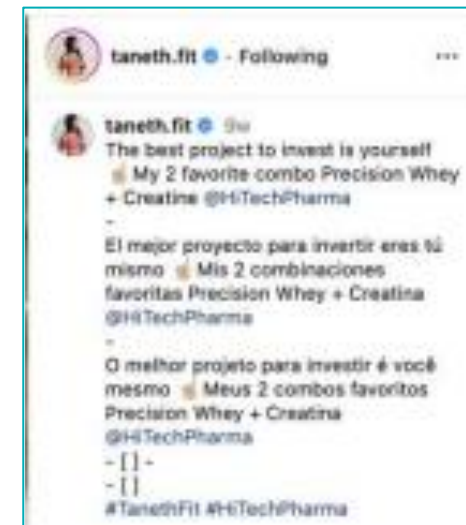 taneth.fit - Following
taneth.fit 9w
The best project to invest is yourself
☝🏼 My 2 favorite combo Precision Whey
+ Creatine @HiTechPharma
-
El mejor proyecto para invertir eres tú
mismo ☝🏼 Mis 2 combinaciones
favoritas Precision Whey + Creatina
@HiTechPharma
-
O melhor projeto para investir é você
mesmo ☝🏼 Meus 2 combos favoritos
Precision Whey + Creatina
@HiTechPharma
- [ ] -
- [ ]
#TanethFit #HiTechPharma